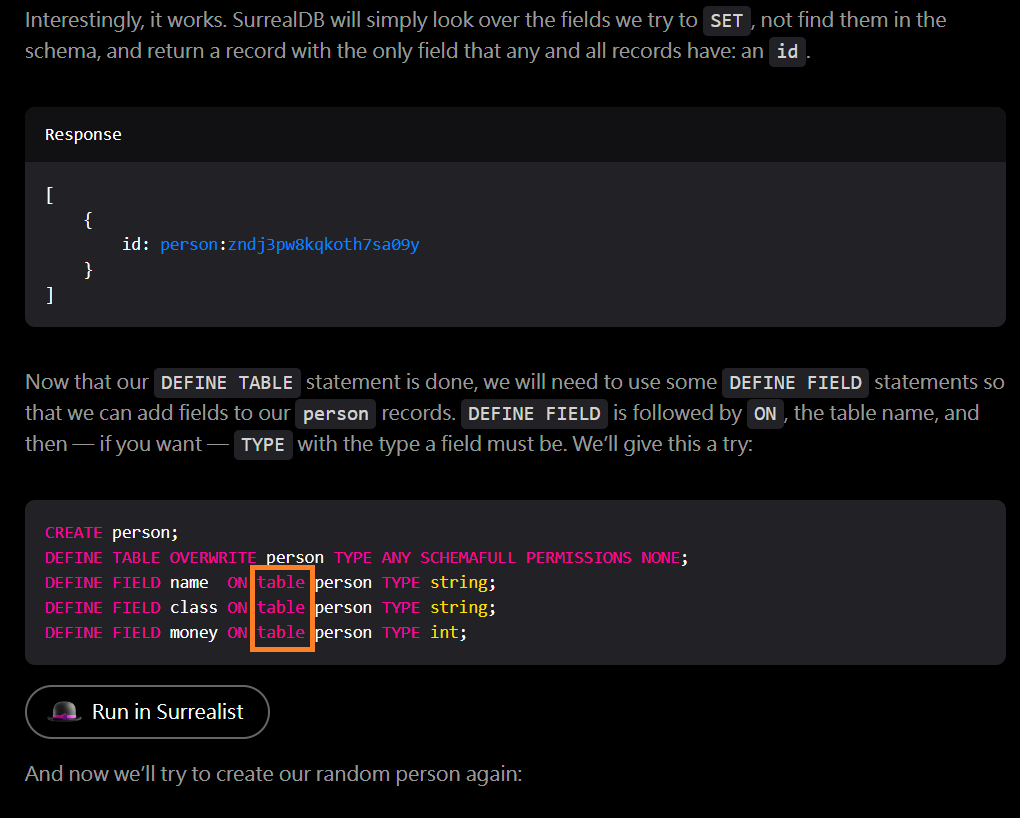 Interestingly, it works. SurrealDB will simply look over the fields we try to SET, not find them in the
schema, and return a record with the only field that any and all records have: an id.
Response
[
    {
        id: person:zndj3pw8kqkoth7sa09y
    }
]
Now that our DEFINE TABLE statement is done, we will need to use some DEFINE FIELD statements so
that we can add fields to our person records. DEFINE FIELD is followed by ON, the table name, and
then — if you want — TYPE with the type a field must be. We’ll give this a try:
CREATE person;
DEFINE TABLE OVERWRITE person TYPE ANY SCHEMAFULL PERMISSIONS NONE;
DEFINE FIELD name  ON table person TYPE string;
DEFINE FIELD class ON table person TYPE string;
DEFINE FIELD money ON table person TYPE int;
Run in Surrealist
And now we’ll try to create our random person again: